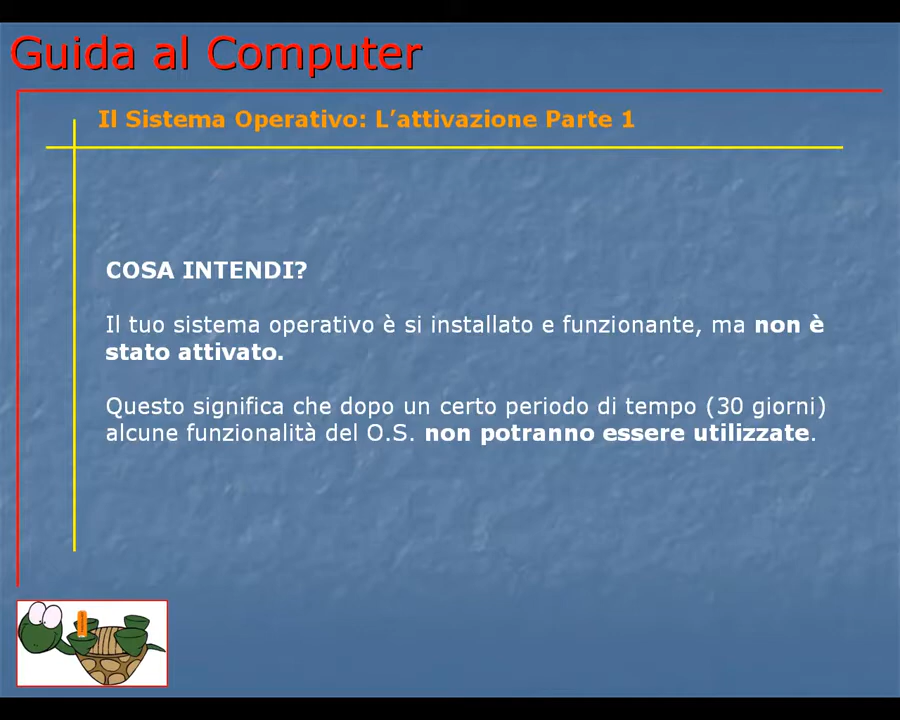 Guida al Computer
Il Sistema Operativo: L’attivazione Parte 1
COSA INTENDI?
Il tuo sistema operativo è si installato e funzionante, ma non è
stato attivato.
Questo significa che dopo un certo periodo di tempo (30 giorni)
alcune funzionalità del O.S. non potranno essere utilizzate.